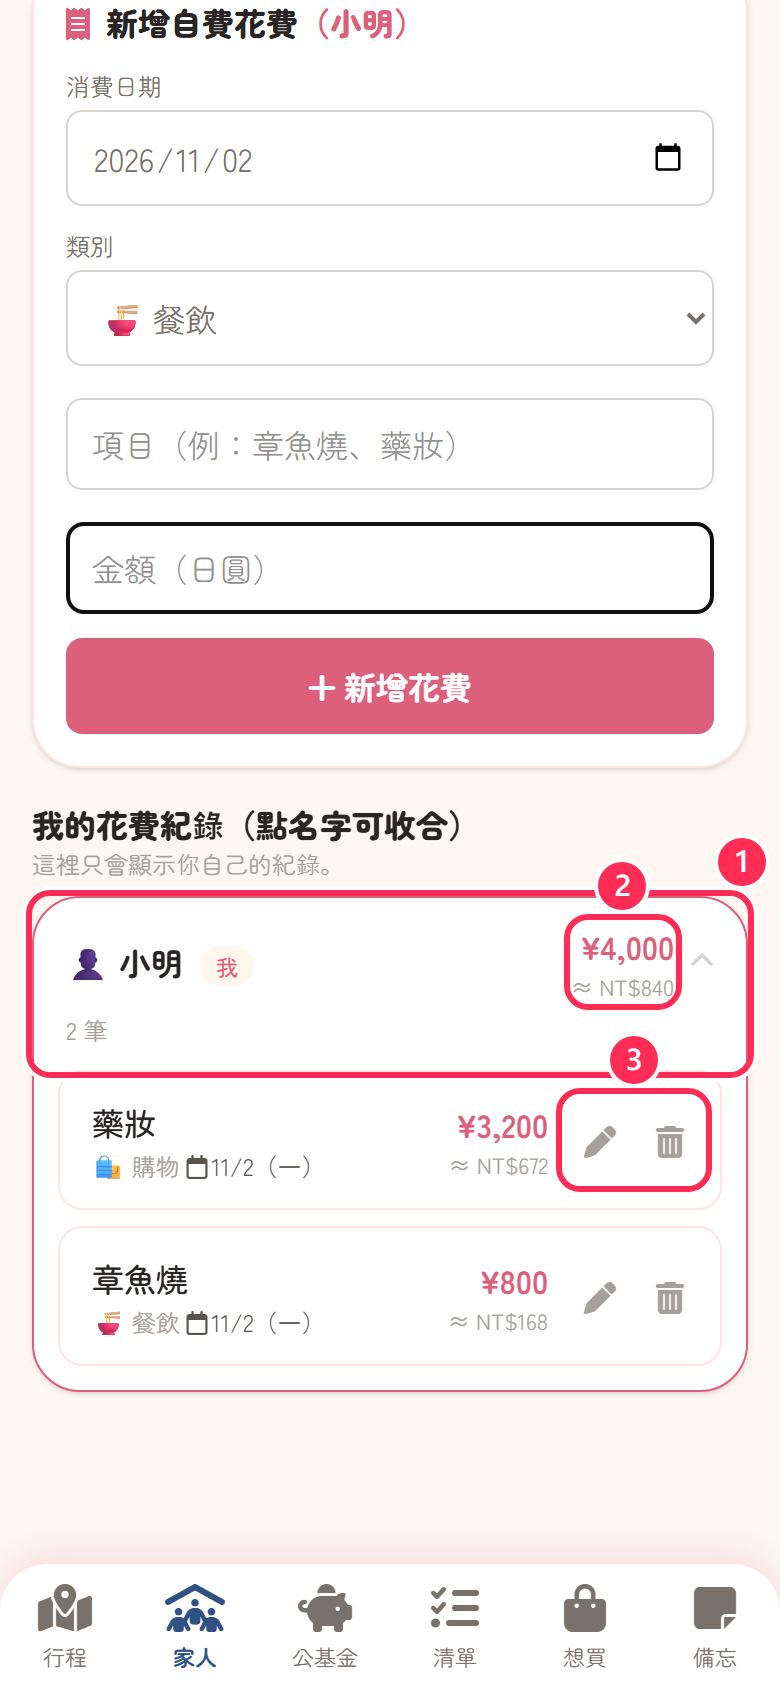 新增自費花費（小明）
消費日期
2026/11/02
類別
餐飲
項目（例：章魚燒、藥妝）
金額（日圓）
＋新增花費
我的花費紀錄（點名字可收合）
這裡只會顯示你自己的紀錄。
1
2
小明 我
¥4,000
≈ NT$840
2 筆
3
藥妝
¥3,200
購物 11/2（一）
≈ NT$672
章魚燒
¥800
餐飲 11/2（一）
≈ NT$168
行程 家人 公基金 清單 想買 備忘